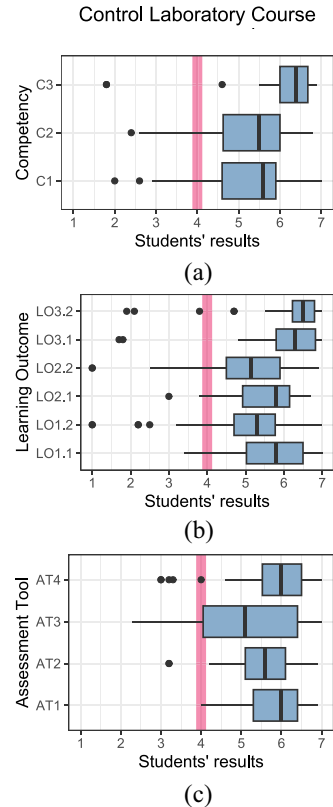 Control Laboratory Course
Competency
C3
C2
C1
1 2 3 4 5 6 7
Students' results
(a)
Learning Outcome
LO3.2
LO3.1
LO2.2
LO2.1
LO1.2
LO1.1
1 2 3 4 5 6 7
Students' results
(b)
Assessment Tool
AT4
AT3
AT2
AT1
1 2 3 4 5 6 7
Students' results
(c)